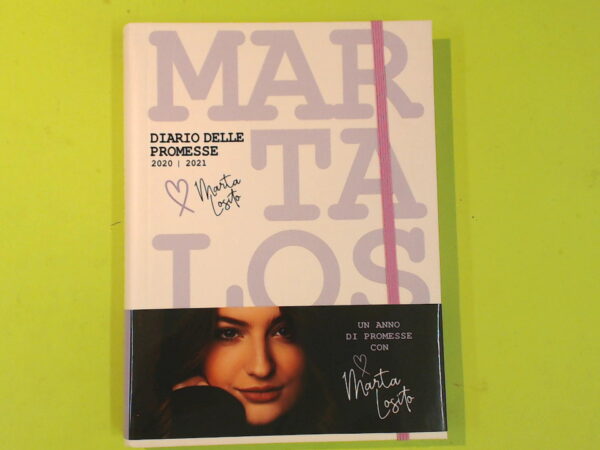 MAR
TA
LOS
DIARIO DELLE
PROMESSE
2020 | 2021
Marta
Losito
UN ANNO
DI PROMESSE
CON
Marta
Losito